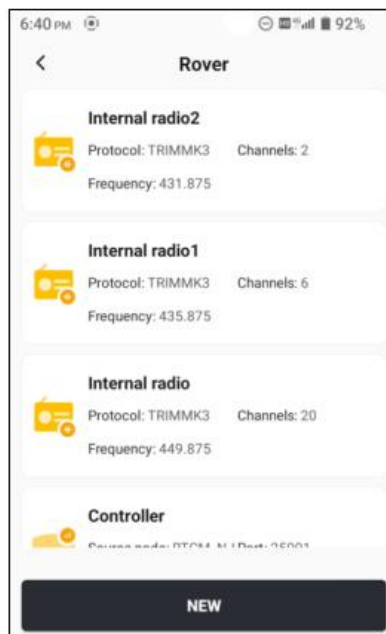 6:40 PM 92%
Rover
Internal radio2
Protocol: TRIMMK3 Channels: 2
Frequency: 431.875
Internal radio1
Protocol: TRIMMK3 Channels: 6
Frequency: 435.875
Internal radio
Protocol: TRIMMK3 Channels: 20
Frequency: 449.875
Controller
NEW